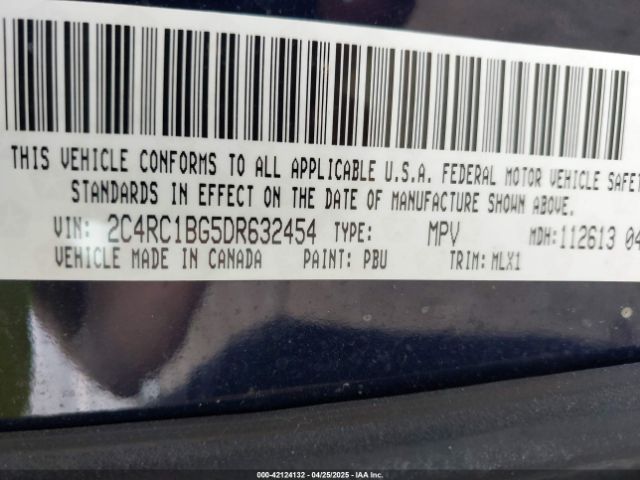 THIS VEHICLE CONFORMS TO ALL APPLICABLE U.S.A. FEDERAL MOTOR VEHICLE SAFET
STANDARDS IN EFFECT ON THE DATE OF MANUFACTURE SHOWN ABOVE.
VIN: 2C4RC1BG5DR632454 TYPE: MPV MDH: 112613 04
VEHICLE MADE IN CANADA PAINT: PBU TRIM: MLX1
000-42124132 - 04/25/2025 - IAA Inc.